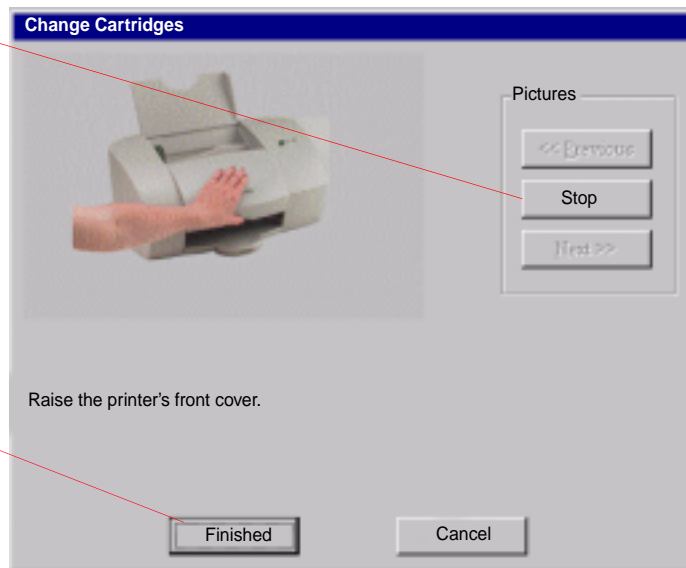 Change Cartridges
Pictures
<< Previous
Stop
Next >>
Raise the printer's front cover.
Finished
Cancel